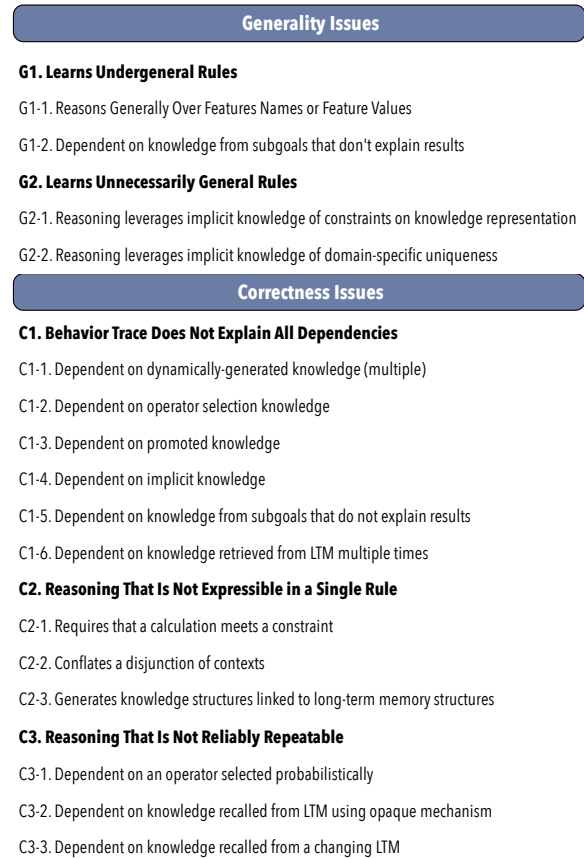 Generality Issues
G1. Learns Undergeneral Rules
G1-1. Reasons Generally Over Features Names or Feature Values
G1-2. Dependent on knowledge from subgoals that don't explain results
G2. Learns Unnecessarily General Rules
G2-1. Reasoning leverages implicit knowledge of constraints on knowledge representation
G2-2. Reasoning leverages implicit knowledge of domain-specific uniqueness
Correctness Issues
C1. Behavior Trace Does Not Explain All Dependencies
C1-1. Dependent on dynamically-generated knowledge (multiple)
C1-2. Dependent on operator selection knowledge
C1-3. Dependent on promoted knowledge
C1-4. Dependent on implicit knowledge
C1-5. Dependent on knowledge from subgoals that do not explain results
C1-6. Dependent on knowledge retrieved from LTM multiple times
C2. Reasoning That Is Not Expressible in a Single Rule
C2-1. Requires that a calculation meets a constraint
C2-2. Conflates a disjunction of contexts
C2-3. Generates knowledge structures linked to long-term memory structures
C3. Reasoning That Is Not Reliably Repeatable
C3-1. Dependent on an operator selected probabilistically
C3-2. Dependent on knowledge recalled from LTM using opaque mechanism
C3-3. Dependent on knowledge recalled from a changing LTM